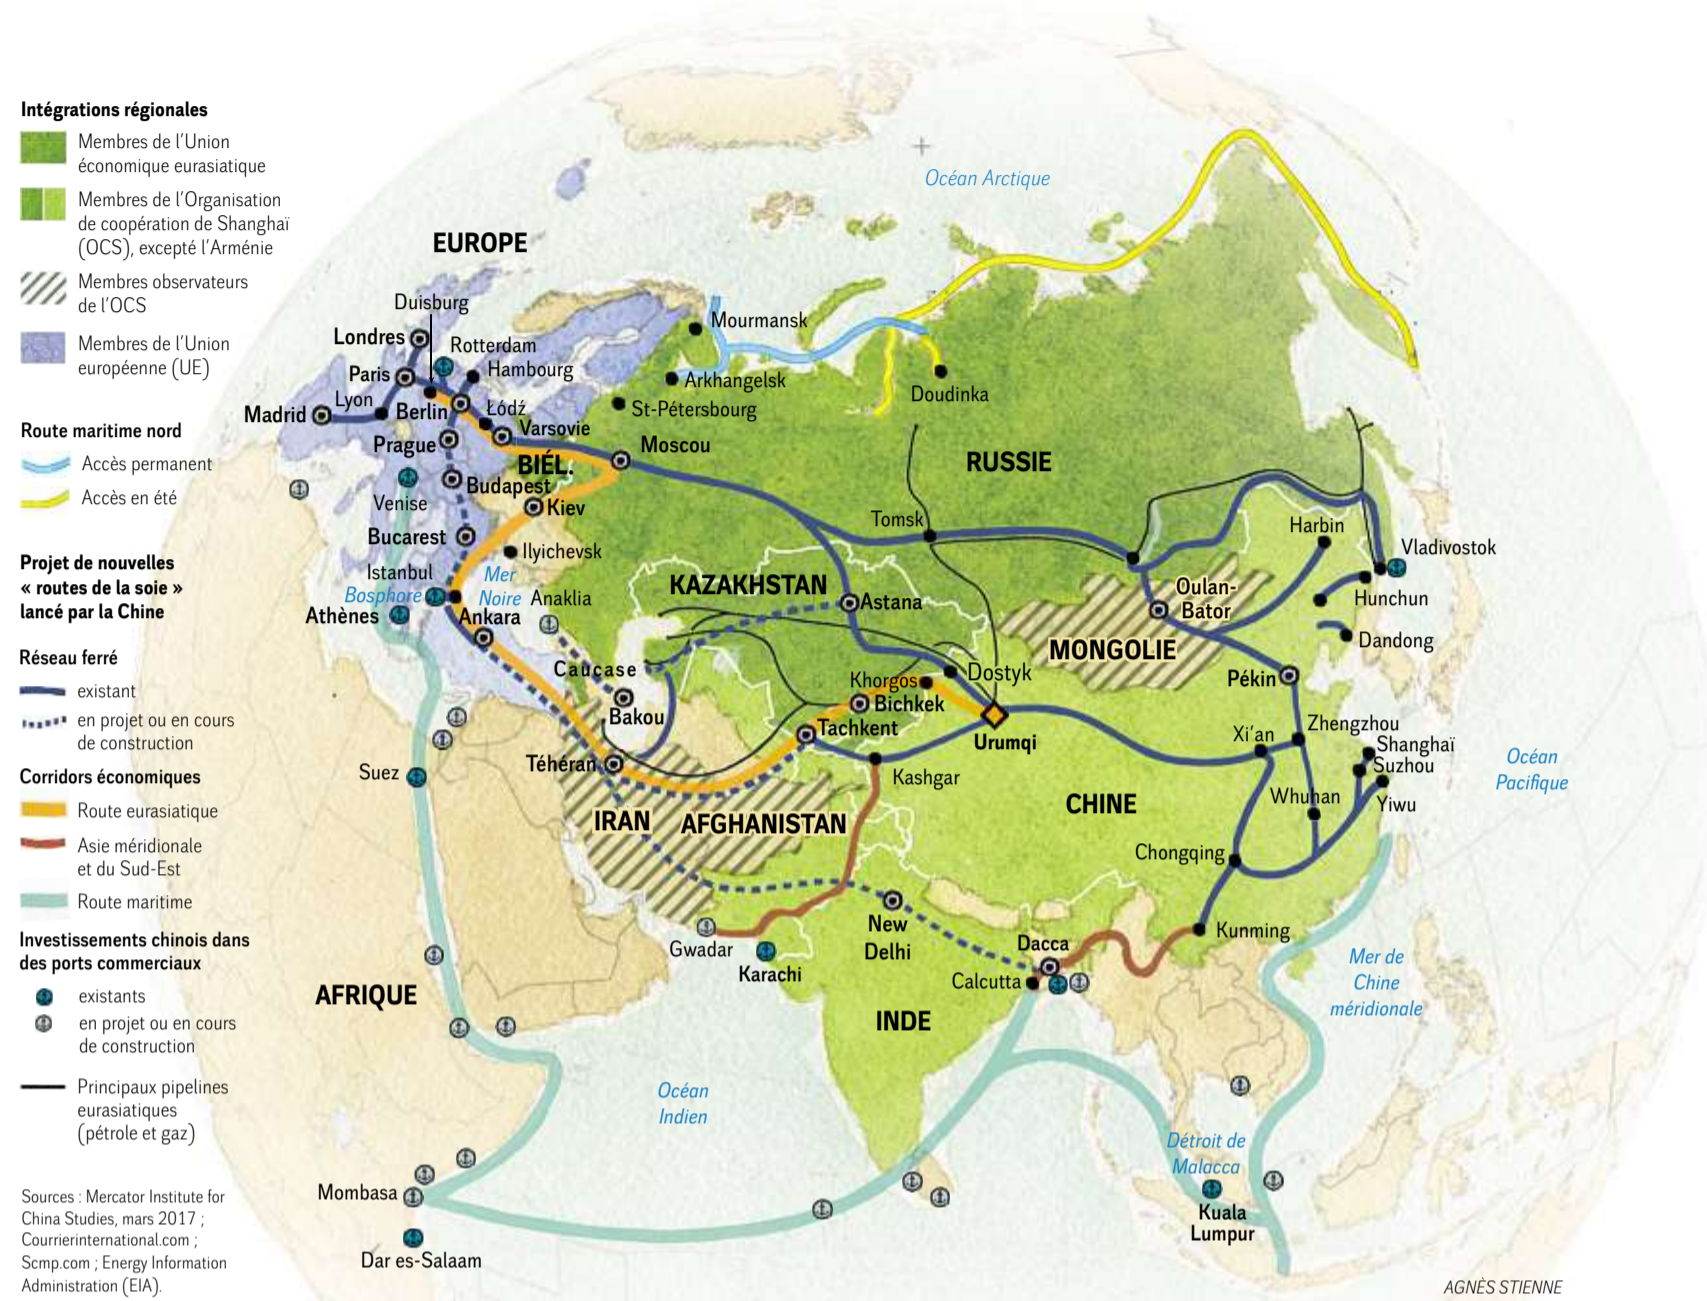 Intégrations régionales
Membres de l'Union
économique eurasiatique
Membres de l'Organisation
de coopération de Shanghaï
(OCS), excepté l'Arménie
Membres observateurs
de l'OCS
Membres de l'Union
européenne (UE)
Route maritime nord
Accès permanent
Accès en été
Projet de nouvelles
« routes de la soie »
lancé par la Chine
Réseau ferré
existant
en projet ou en cours
de construction
Corridors économiques
Route eurasiatique
Asie méridionale
et du Sud-Est
Route maritime
Investissements chinois dans
des ports commerciaux
existants
en projet ou en cours
de construction
Principaux pipelines
eurasiatiques
(pétrole et gaz)
Sources : Mercator Institute for
China Studies, mars 2017 ;
Courrierinternational.com ;
Scmp.com ; Energy Information
Administration (EIA).
Océan Arctique
EUROPE
Duisburg
Londres
Rotterdam
Paris
Hambourg
Lyon
Madrid
Berlin
Łódź
Varsovie
Prague
BIÉL.
Budapest
Kiev
Venise
Bucarest
Ilyichevsk
Istanbul
Mer
Noire
Bosphore
Anaklia
Athènes
Ankara
Caucase
Bakou
Téhéran
Suez
Mourmansk
Arkhangelsk
St-Pétersbourg
Doudinka
Moscou
RUSSIE
Tomsk
KAZAKHSTAN
Astana
Oulan-
Bator
MONGOLIE
Harbin
Vladivostok
Hunchun
Dandong
Pékin
Dostyk
Khorgos
Bichkek
Tachkent
Urumqi
Kashgar
Xi'an
Zhengzhou
Shanghaï
Suzhou
Yiwu
Whuhan
CHINE
Chongqing
Kunming
Océan
Pacifique
IRAN
AFGHANISTAN
Gwadar
Karachi
New
Delhi
Dacca
Calcutta
INDE
Mer de
Chine
méridionale
AFRIQUE
Océan
Indien
Détroit de
Malacca
Kuala
Lumpur
Mombasa
Dar es-Salaam
AGNÈS STIENNE